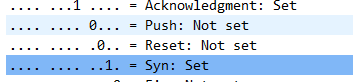 .... ...1 .... = Acknowledgment: Set
.... .... 0... = Push: Not set
.... .... .0.. = Reset: Not set
.... .... ..1. = Syn: Set